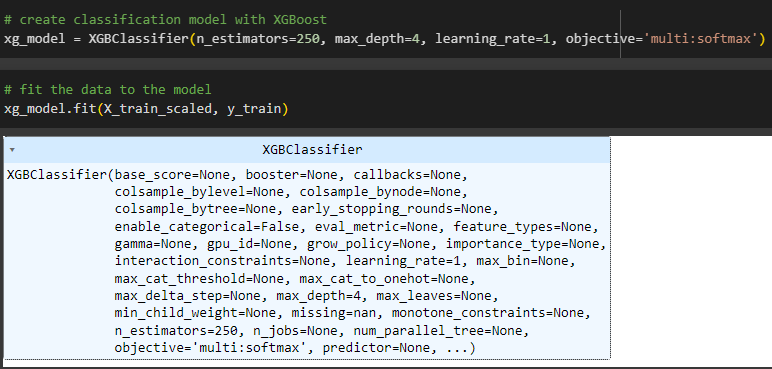 # create classification model with XGBoost
xg_model = XGBClassifier(n_estimators=250, max_depth=4, learning_rate=1, objective='multi:softmax')
# fit the data to the model
xg_model.fit(X_train_scaled, y_train)
XGBClassifier
XGBClassifier(base_score=None, booster=None, callbacks=None,
colsample_bylevel=None, colsample_bynode=None,
colsample_bytree=None, early_stopping_rounds=None,
enable_categorical=False, eval_metric=None, feature_types=None,
gamma=None, gpu_id=None, grow_policy=None, importance_type=None,
interaction_constraints=None, learning_rate=1, max_bin=None,
max_cat_threshold=None, max_cat_to_onehot=None,
max_delta_step=None, max_depth=4, max_leaves=None,
min_child_weight=None, missing=nan, monotone_constraints=None,
n_estimators=250, n_jobs=None, num_parallel_tree=None,
objective='multi:softmax', predictor=None, ...)